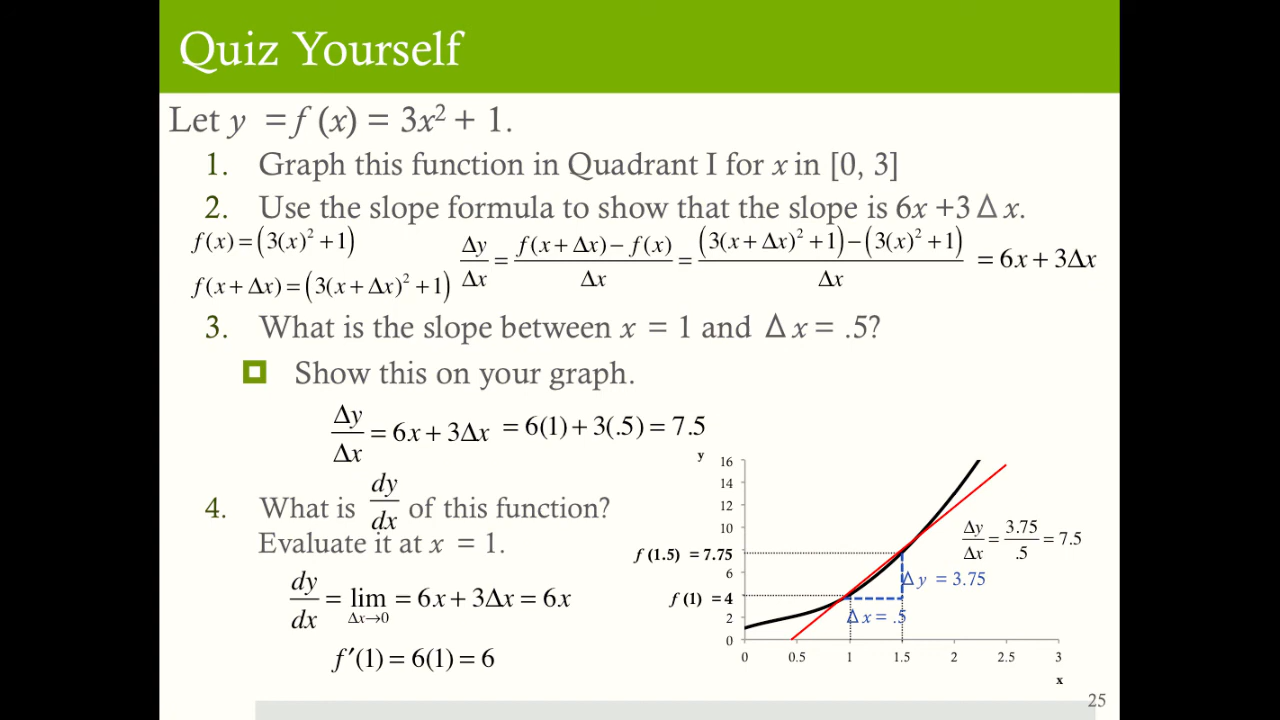 Quiz Yourself
Let y = f (x) = 3x² + 1.
1. Graph this function in Quadrant I for x in [0, 3]
2. Use the slope formula to show that the slope is 6x +3Δx.
f(x) = (3(x)² +1)
f(x + Δx) = (3(x + Δx)² +1)
Δy/Δx = (f(x + Δx) − f(x))/Δx = ((3(x + Δx)² +1) − (3(x)² +1))/Δx = 6x + 3Δx
3. What is the slope between x = 1 and Δx = .5?
Show this on your graph.
Δy/Δx = 6x + 3Δx = 6(1) + 3(.5) = 7.5
4. What is dy/dx of this function?
Evaluate it at x = 1.
dy/dx = lim Δx→0 = 6x + 3Δx = 6x
f′(1) = 6(1) = 6
y
16
14
12
10
f (1.5) = 7.75
6
f (1) = 4
2
0
Δy/Δx = 3.75/.5 = 7.5
Δ y = 3.75
Δ x = .5
0 0.5 1 1.5 2 2.5 3
x
25